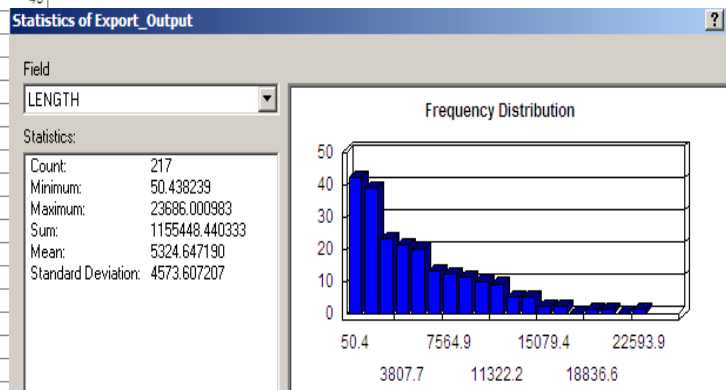 Statistics of Export_Output ?
Field
LENGTH
Statistics:
Count: 217
Minimum: 50.438239
Maximum: 23686.000983
Sum: 1155448.440333
Mean: 5324.647190
Standard Deviation: 4573.607207
Frequency Distribution
50
40
30
20
10
0
50.4 7564.9 15079.4 22593.9
3807.7 11322.2 18836.6